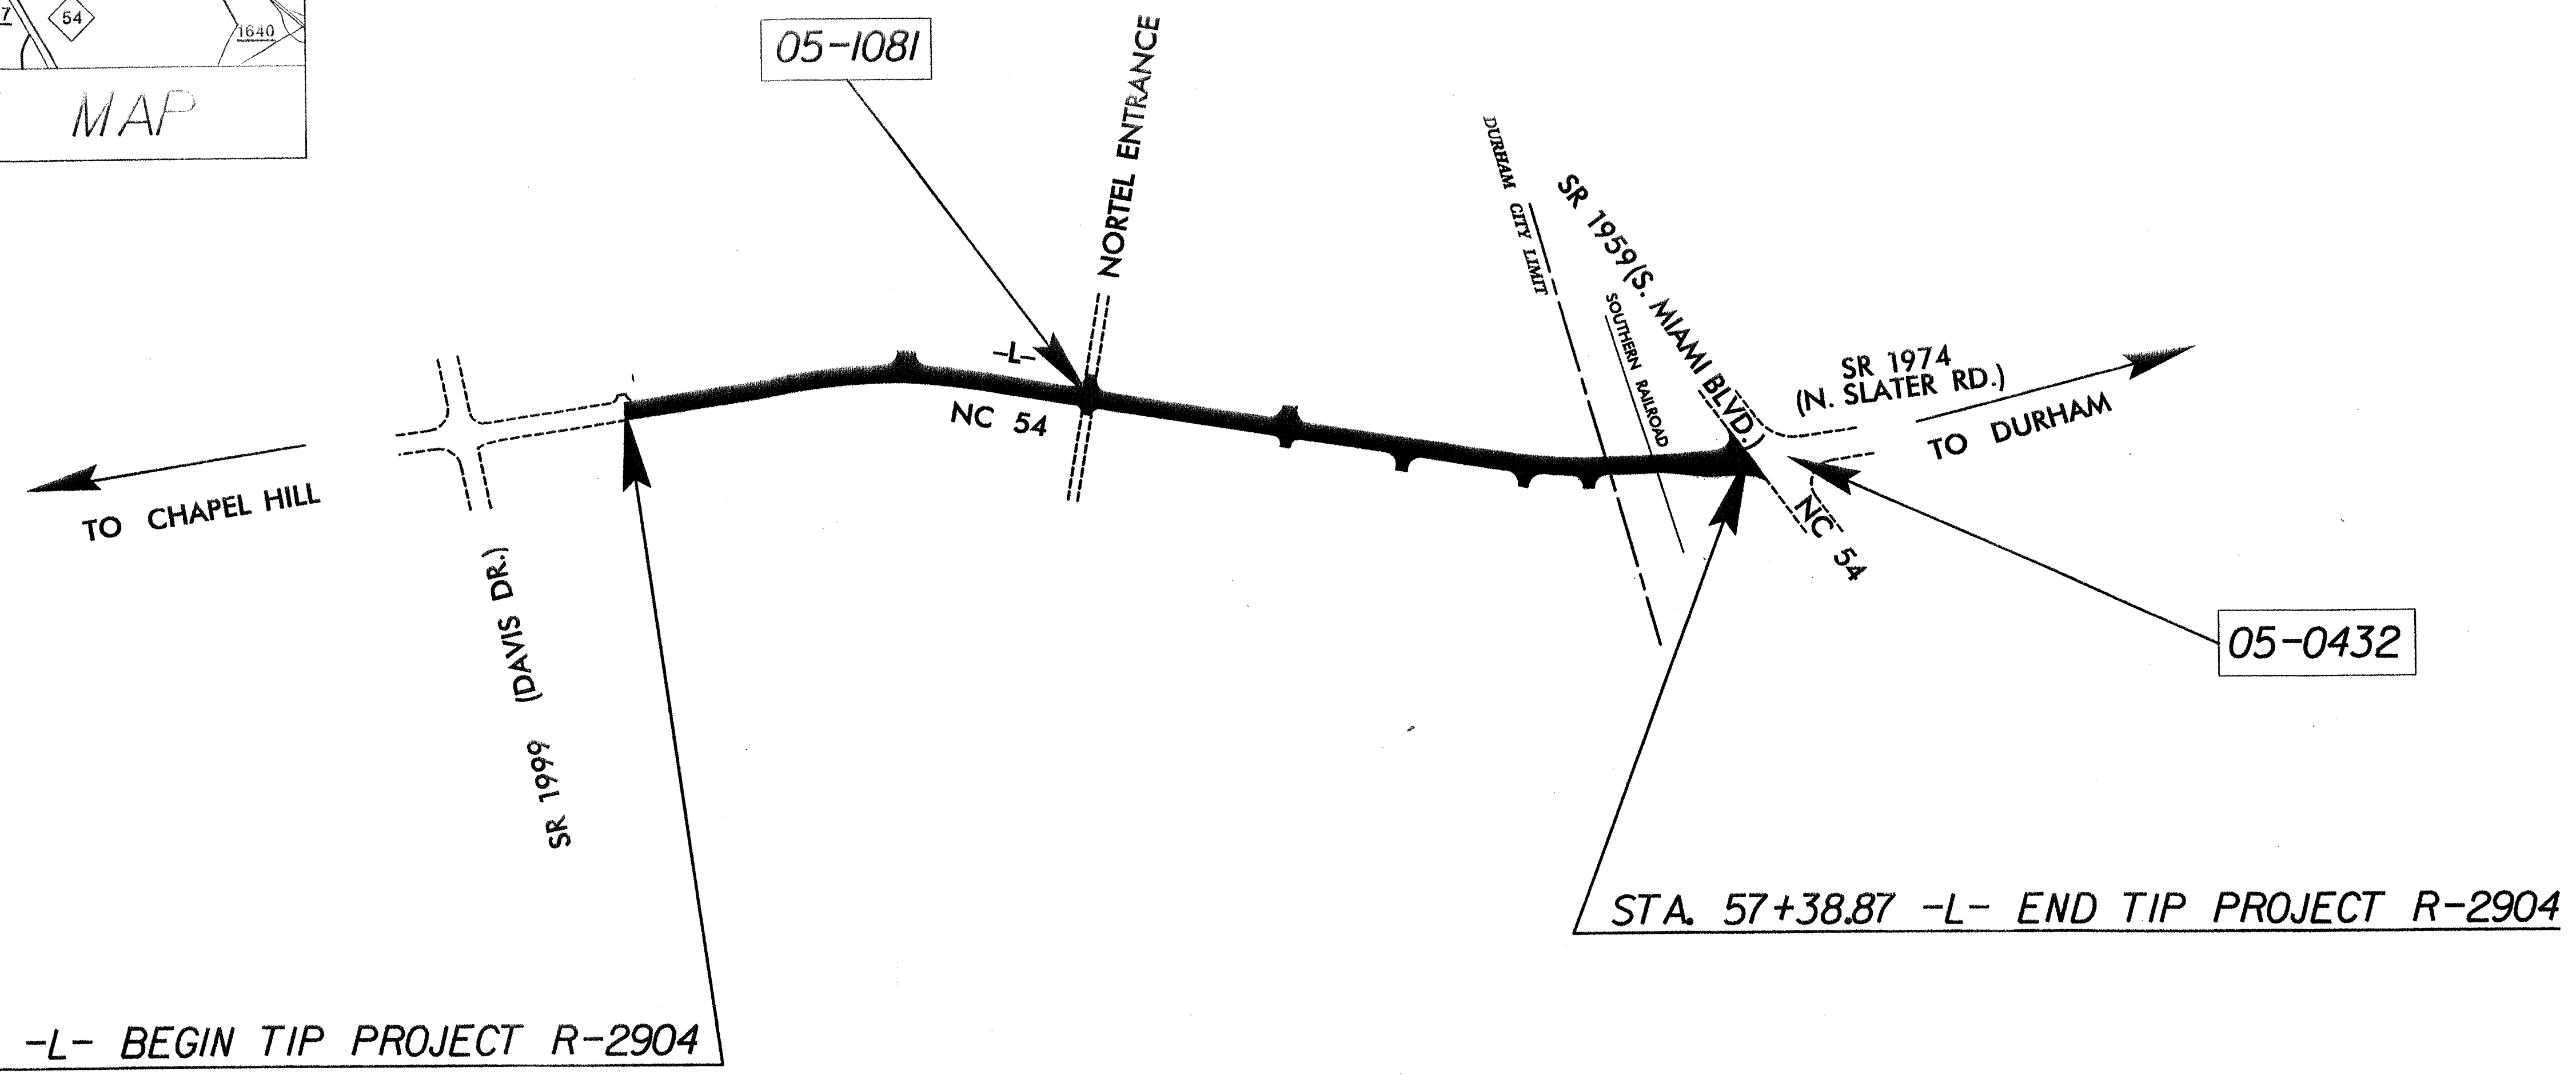 7
54
1640
MAP
05-1081
NORTEL ENTRANCE
DURHAM CITY LIMIT
SR 1959 (S. MIAMI BLVD.)
SOUTHERN RAILROAD
-L-
NC 54
SR 1974
(N. SLATER RD.)
TO DURHAM
TO CHAPEL HILL
NC 54
SR 1999 (DAVIS DR.)
05-0432
STA. 57+38.87 -L- END TIP PROJECT R-2904
-L- BEGIN TIP PROJECT R-2904